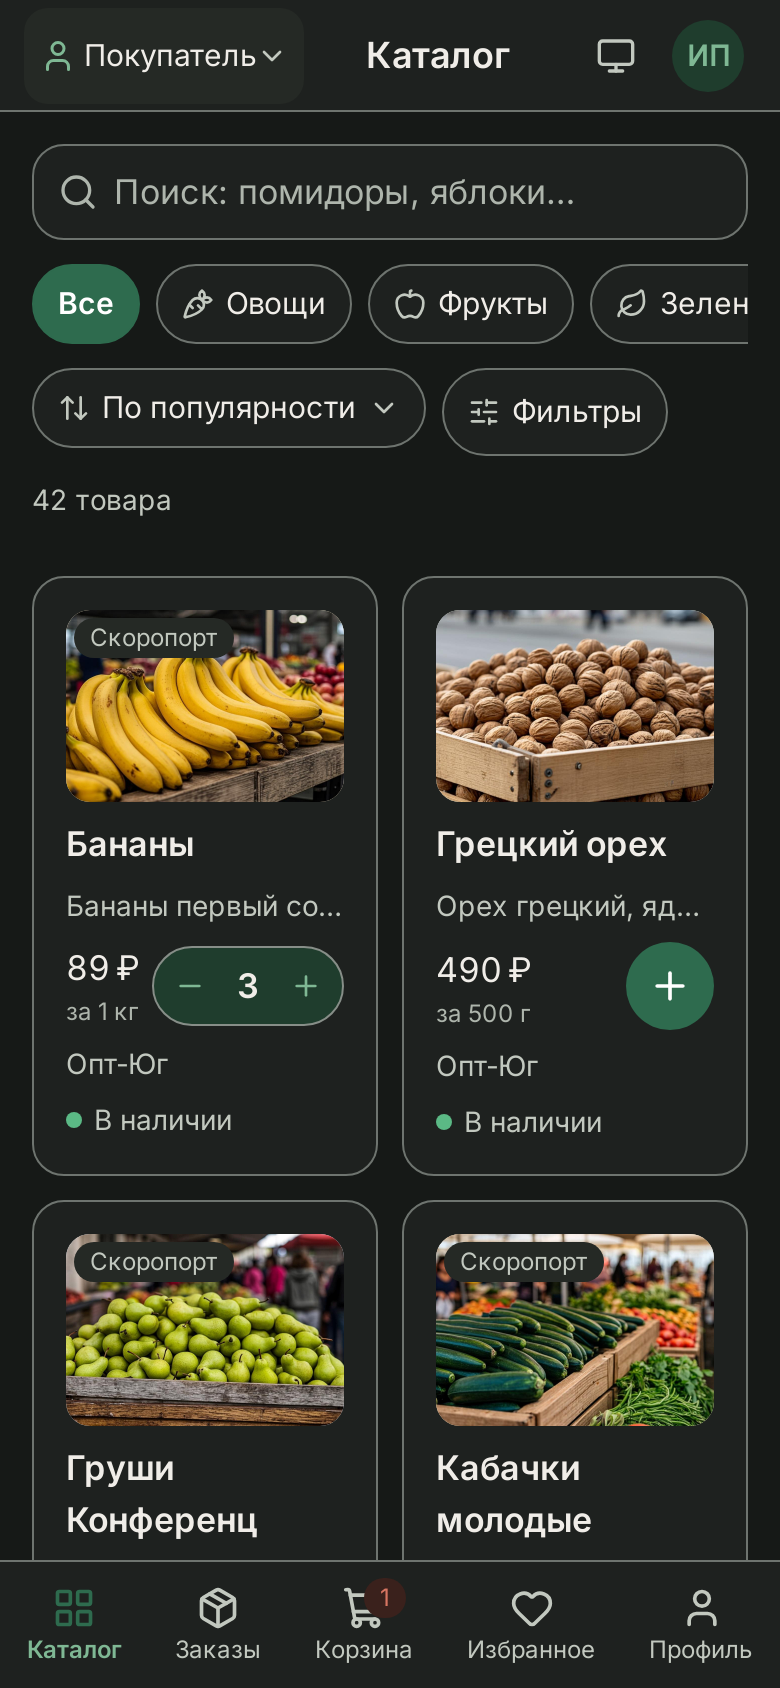 Покупатель
Каталог
ИП
Поиск: помидоры, яблоки...
Все
Овощи
Фрукты
Зелен
По популярности
Фильтры
42 товара
Скоропорт
Бананы
Бананы первый со...
89 ₽
за 1 кг
3
Опт-Юг
В наличии
Грецкий орех
Орех грецкий, яд...
490 ₽
за 500 г
Опт-Юг
В наличии
Скоропорт
Груши
Конференц
Скоропорт
Кабачки
молодые
Каталог
Заказы
1
Корзина
Избранное
Профиль